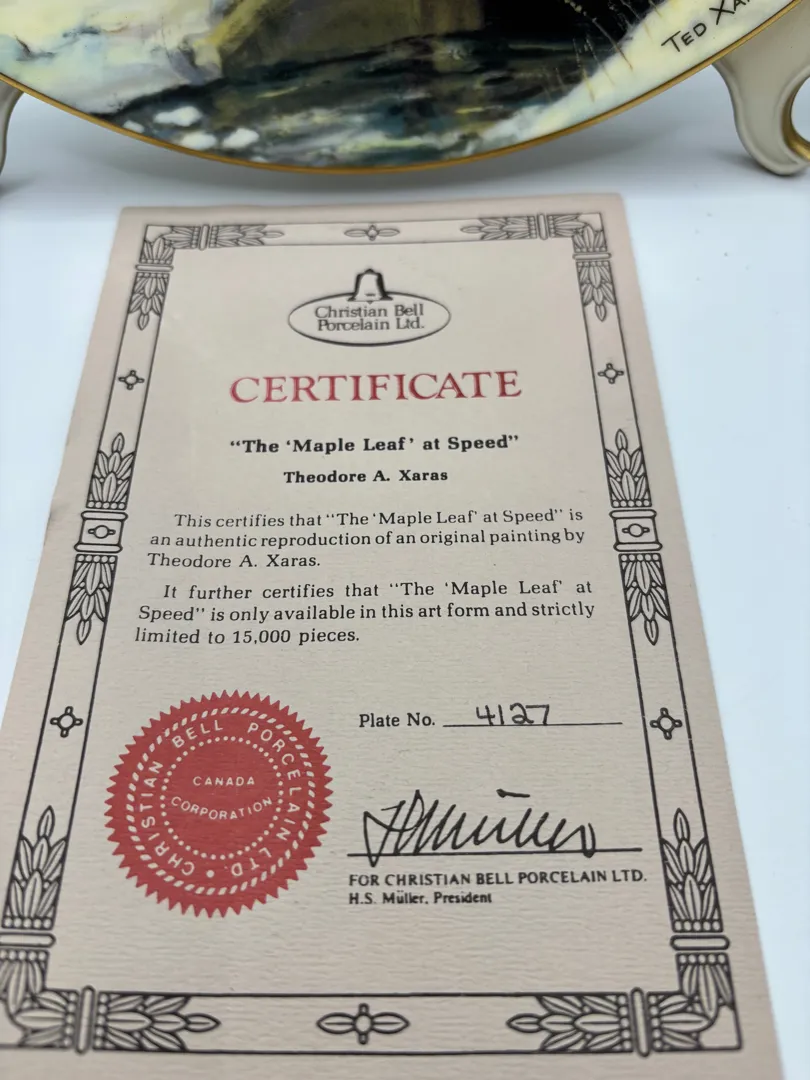 TED XA
Christian Bell
Porcelain Ltd.
CERTIFICATE
“The ‘Maple Leaf’ at Speed”
Theodore A. Xaras
This certifies that “The ‘Maple Leaf’ at Speed” is
an authentic reproduction of an original painting by
Theodore A. Xaras.
It further certifies that “The ‘Maple Leaf’ at
Speed” is only available in this art form and strictly
limited to 15,000 pieces.
Plate No. 4127
CHRISTIAN BELL PORCELAIN LTD.
CANADA
CORPORATION
HSMüller
FOR CHRISTIAN BELL PORCELAIN LTD.
H.S. Müller, President